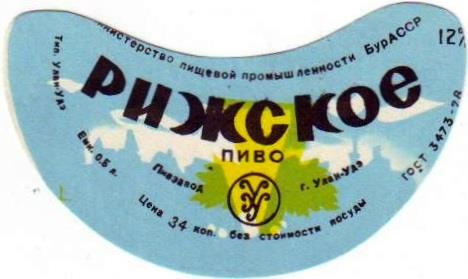 Министерство пищевой промышленности БурАССР
12%
Тип. Улан-Удэ
РИЖСКОЕ
ПИВО
Емк. 0,5 л.
Пивзавод
г. Улан-Удэ
ГОСТ 3473-78
Цена 34 коп. без стоимости посуды